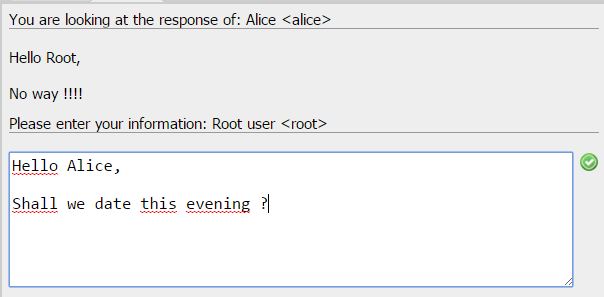 You are looking at the response of: Alice <alice>
Hello Root,
No way !!!!
Please enter your information: Root user <root>
Hello Alice,
Shall we date this evening ?